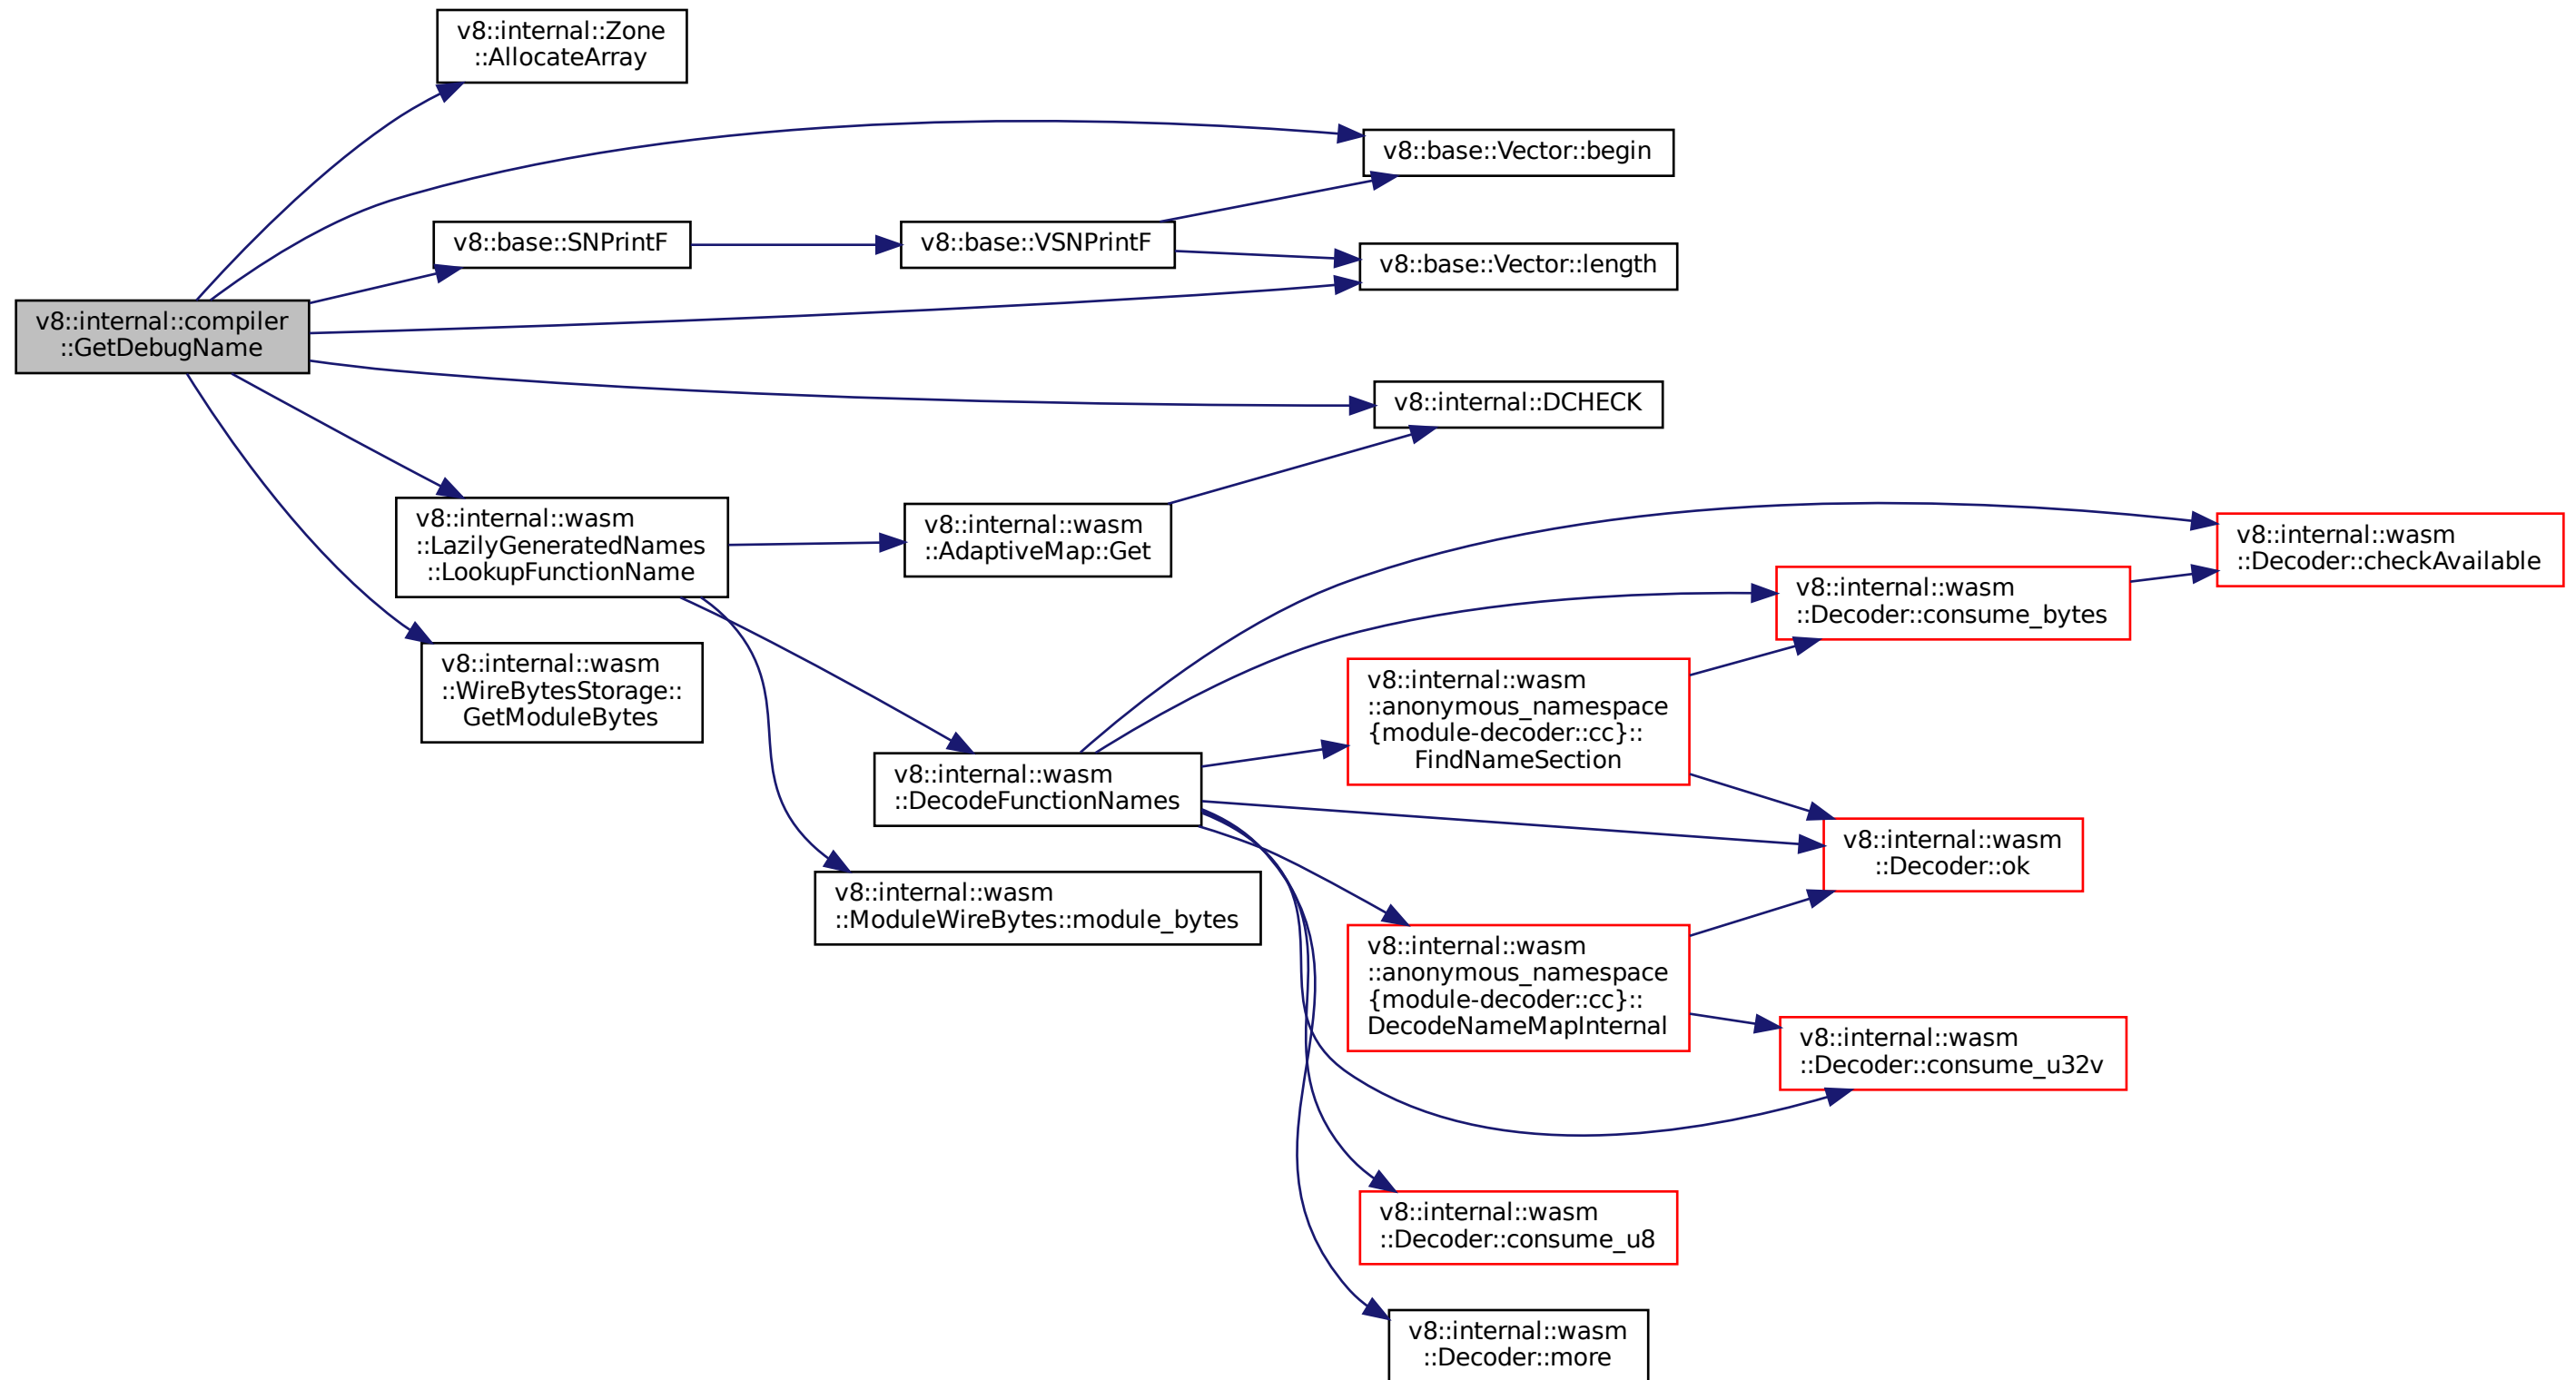 v8::internal::Zone
::AllocateArray
v8::base::Vector::begin
v8::base::SNPrintF
v8::base::VSNPrintF
v8::base::Vector::length
v8::internal::compiler
::GetDebugName
v8::internal::DCHECK
v8::internal::wasm
::LazilyGeneratedNames
::LookupFunctionName
v8::internal::wasm
::AdaptiveMap::Get
v8::internal::wasm
::Decoder::checkAvailable
v8::internal::wasm
::Decoder::consume_bytes
v8::internal::wasm
::WireBytesStorage::
GetModuleBytes
v8::internal::wasm
::anonymous_namespace
{module-decoder::cc}::
FindNameSection
v8::internal::wasm
::DecodeFunctionNames
v8::internal::wasm
::Decoder::ok
v8::internal::wasm
::ModuleWireBytes::module_bytes
v8::internal::wasm
::anonymous_namespace
{module-decoder::cc}::
DecodeNameMapInternal
v8::internal::wasm
::Decoder::consume_u32v
v8::internal::wasm
::Decoder::consume_u8
v8::internal::wasm
::Decoder::more